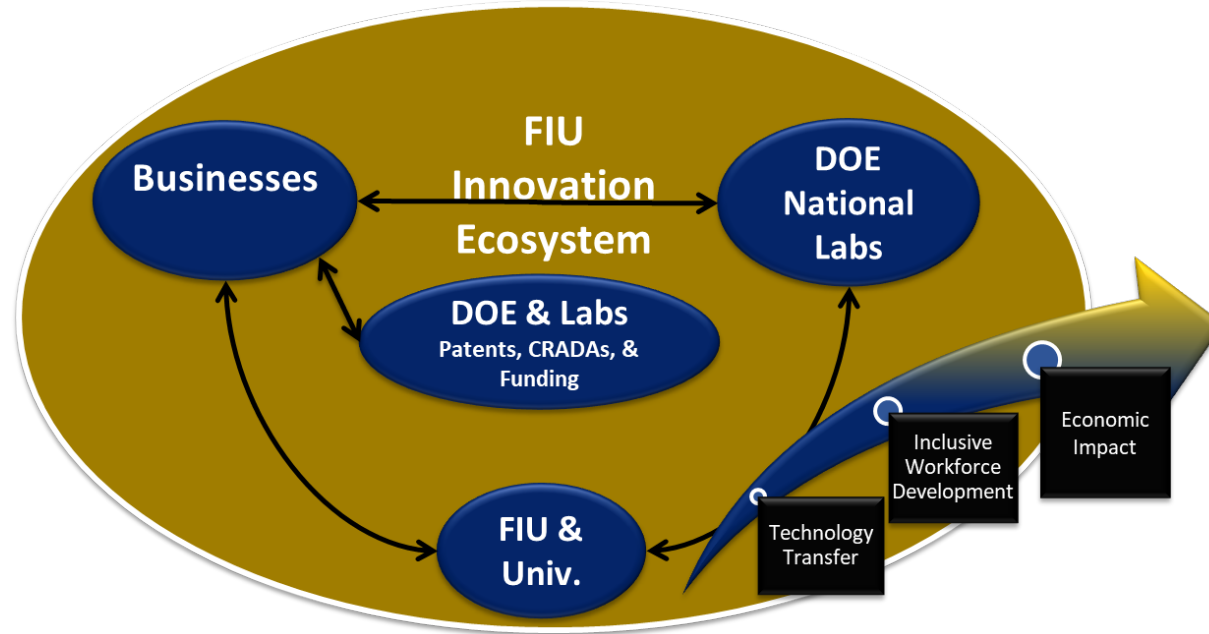 FIU
Innovation
Ecosystem
Businesses
DOE
National
Labs
DOE & Labs
Patents, CRADAs, &
Funding
FIU &
Univ.
Technology
Transfer
Inclusive
Workforce
Development
Economic
Impact